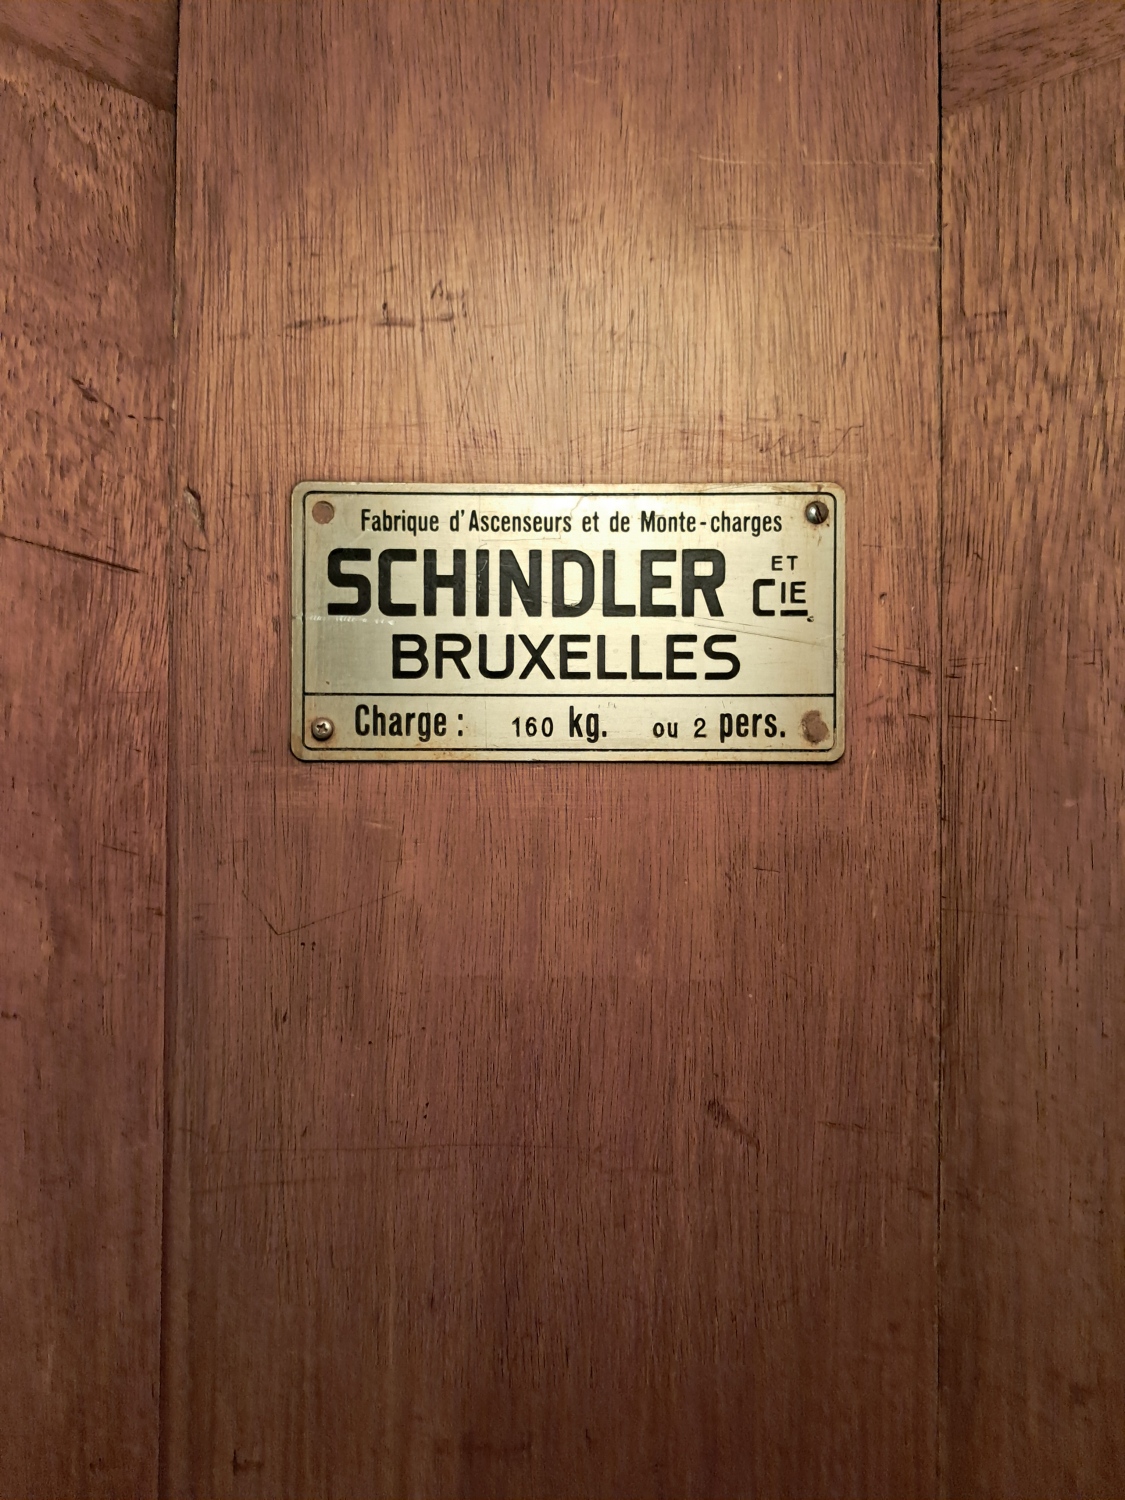 Fabrique d'Ascenseurs et de Monte-charges
SCHINDLER ET CIE
BRUXELLES
Charge : 160 kg. ou 2 pers.